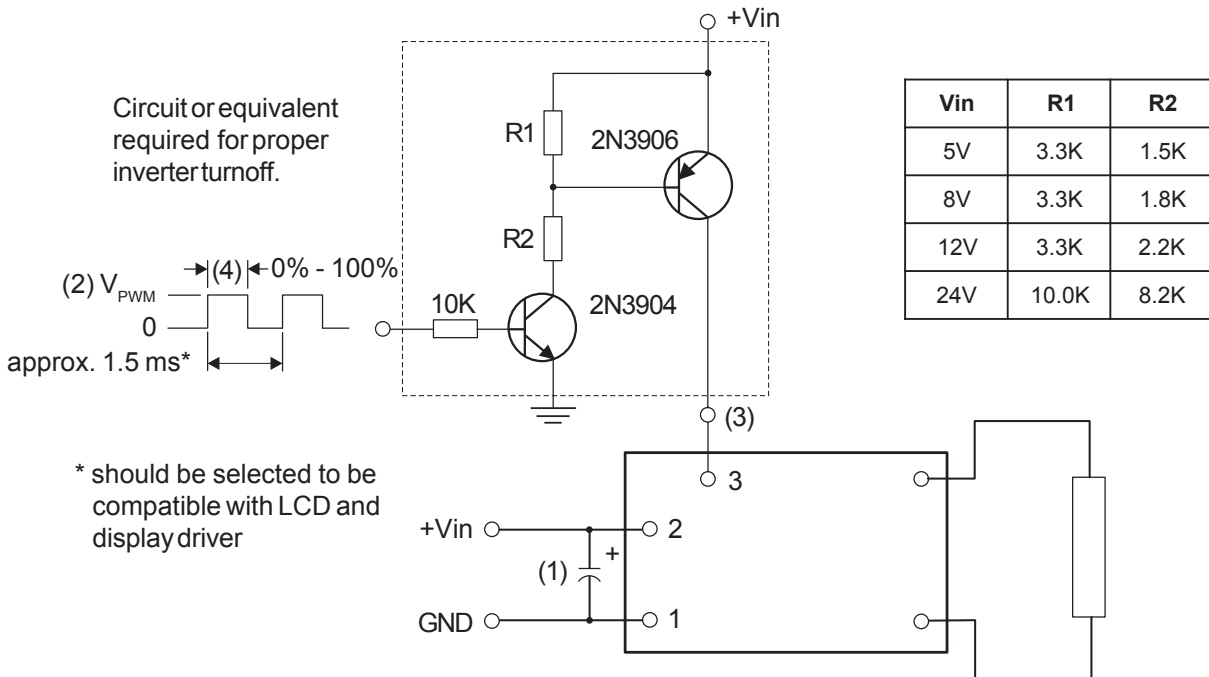 +Vin
Circuit or equivalent
required for proper
inverter turnoff.
R1
2N3906
R2
(2) VPWM
(4)
0% - 100%
0
approx. 1.5 ms*
10K
2N3904
(3)
Vin R1 R2
5V 3.3K 1.5K
8V 3.3K 1.8K
12V 3.3K 2.2K
24V 10.0K 8.2K
* should be selected to be
compatible with LCD and
display driver
3
+Vin
2
(1)
+
GND
1